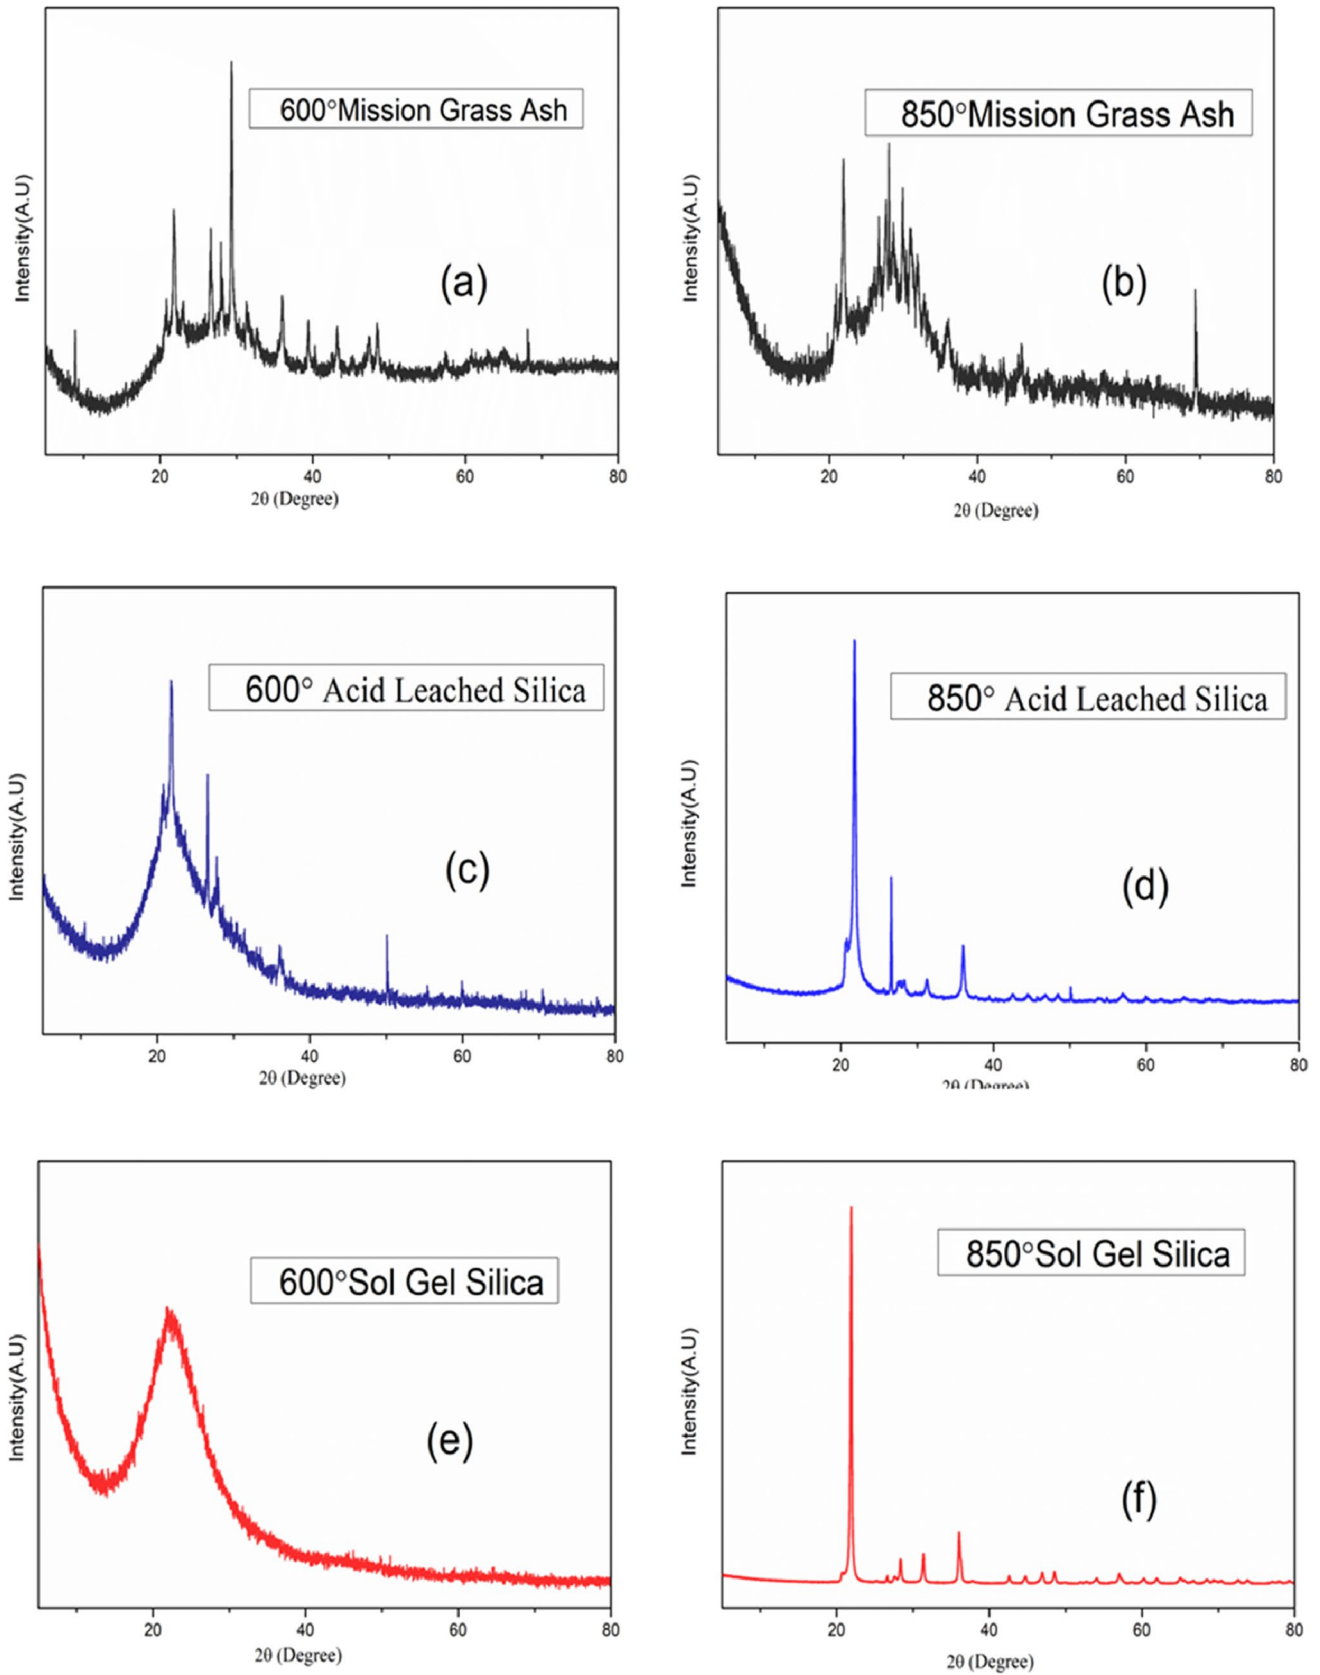 600°Mission Grass Ash
Intensity(A.U)
(a)
20 40 60 80
2θ (Degree)
850°Mission Grass Ash
Intensity(A.U)
(b)
20 40 60 80
2θ (Degree)
600° Acid Leached Silica
Intensity(A.U)
(c)
20 40 60 80
2θ (Degree)
850° Acid Leached Silica
Intensity(A.U)
(d)
20 40 60 80
2θ (Degree)
600°Sol Gel Silica
Intensity(A.U)
(e)
20 40 60 80
2θ (Degree)
850°Sol Gel Silica
Intensity(A.U)
(f)
20 40 60 80
2θ (Degree)